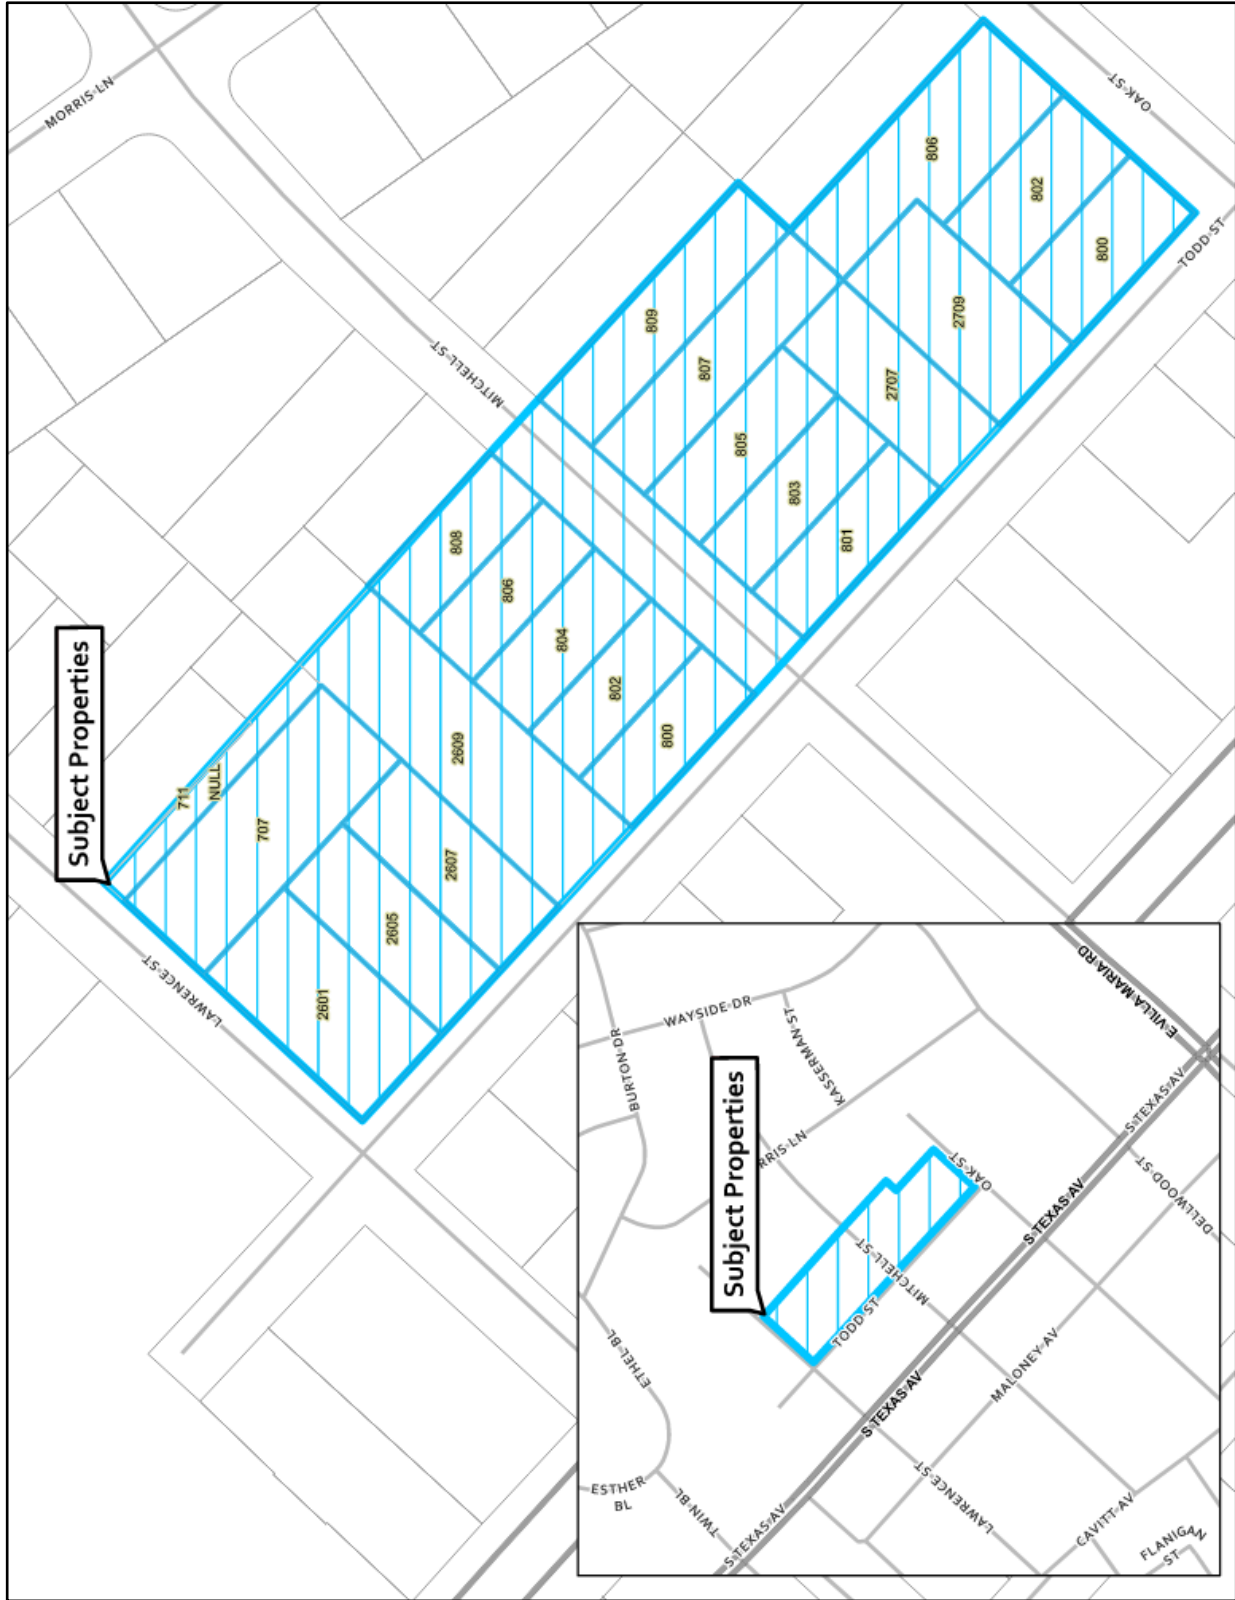 MORRIS LN
OAK ST
TODD ST
MITCHELL ST
LAWRENCE ST
Subject Properties
806
802
800
2709
2707
809
807
805
803
801
808
806
804
802
800
711
NULL
707
2609
2607
2605
2601
WAYSIDE DR
BURTON DR
KASSERMAN ST
E VILLA MARIA RD
Subject Properties
RRIS LN
OAK ST
S TEXAS AV
S TEXAS AV
DELLWOOD ST
MITCHELL ST
TODD ST
ETHEL BL
MALONEY AV
S TEXAS AV
ESTHER
BL
TWIN BL
LAWRENCE ST
S TEXAS AV
CAVITT AV
FLANIGAN
ST